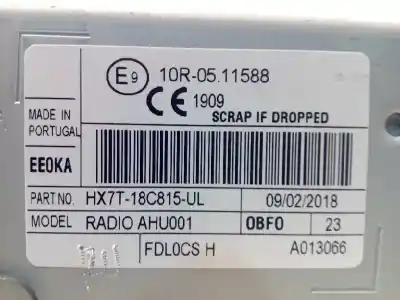 E9 10R-05.11588
CE 1909
SCRAP IF DROPPED
MADE IN
PORTUGAL
EE0KA
PART NO. HX7T-18C815-UL 09/02/2018
MODEL RADIO AHU001 0BF0 23
FDL0CS H A013066